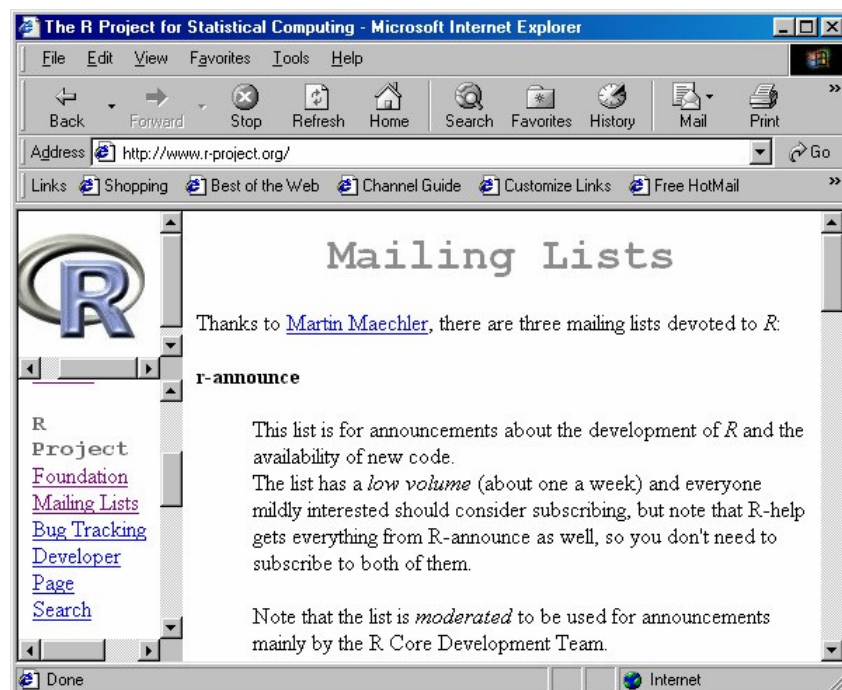 The R Project for Statistical Computing - Microsoft Internet Explorer
File Edit View Favorites Tools Help
Back Forward Stop Refresh Home Search Favorites History Mail Print »
Address http://www.r-project.org/ Go
Links Shopping Best of the Web Channel Guide Customize Links Free HotMail »
R
R
Project
Foundation
Mailing Lists
Bug Tracking
Developer
Page
Search
Mailing Lists
Thanks to Martin Maechler, there are three mailing lists devoted to R:
r-announce
This list is for announcements about the development of R and the
availability of new code.
The list has a low volume (about one a week) and everyone
mildly interested should consider subscribing, but note that R-help
gets everything from R-announce as well, so you don't need to
subscribe to both of them.
Note that the list is moderated to be used for announcements
mainly by the R Core Development Team.
Done Internet